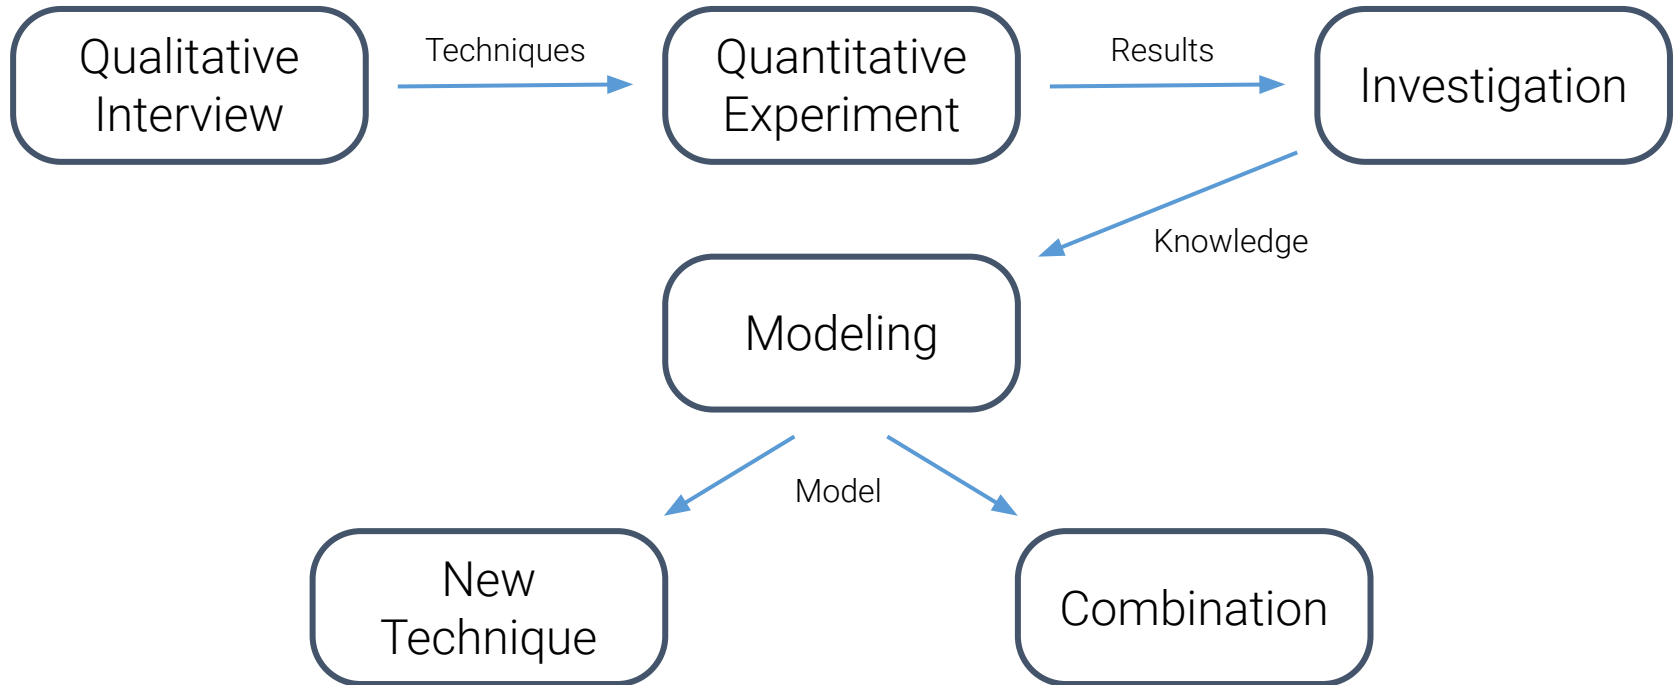 Qualitative
Interview
Techniques
Quantitative
Experiment
Results
Investigation
Knowledge
Modeling
Model
New
Technique
Combination